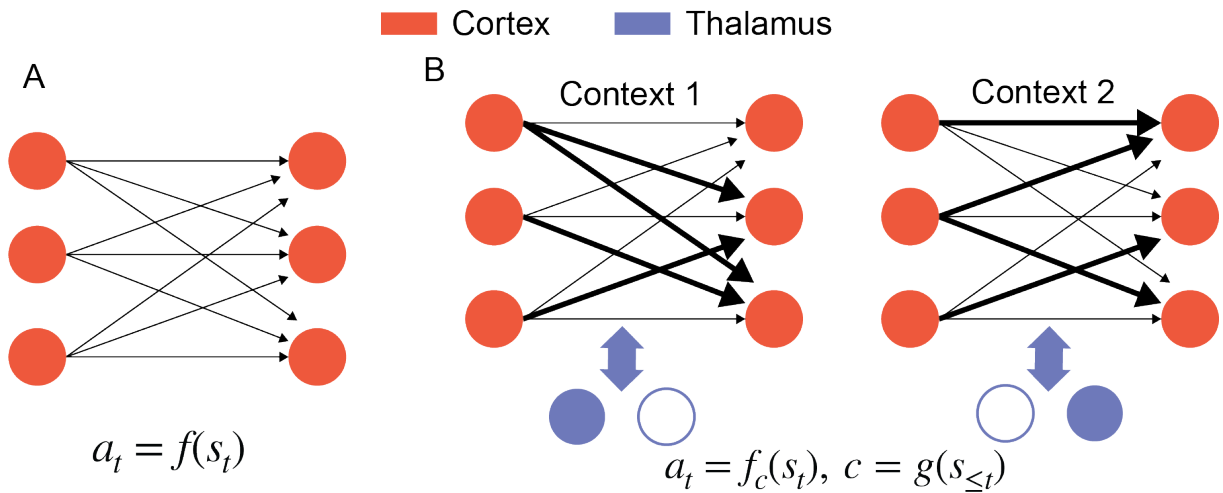 Cortex Thalamus
A
B
Context 1
Context 2
a_t = f(s_t)
a_t = f_c(s_t), c = g(s_{≤t})